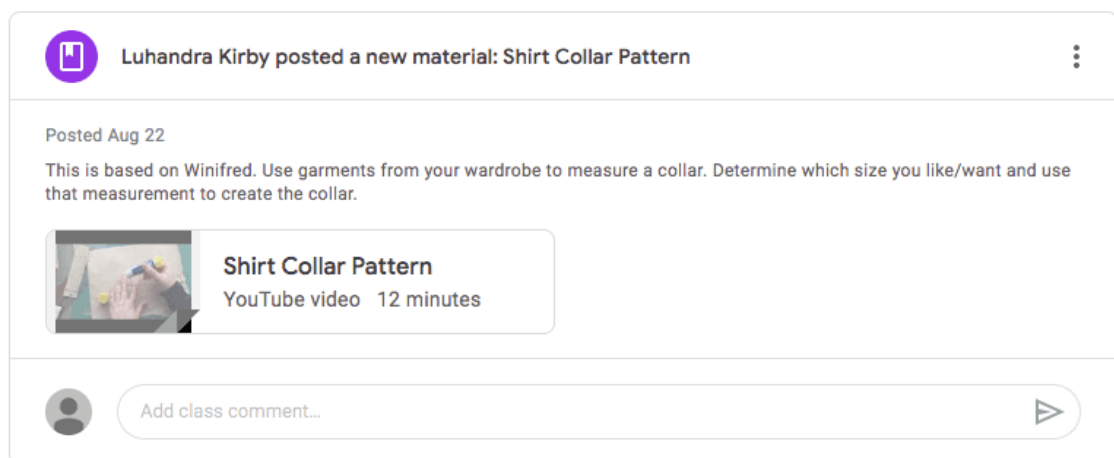 Luhandra Kirby posted a new material: Shirt Collar Pattern
Posted Aug 22
This is based on Winifred. Use garments from your wardrobe to measure a collar. Determine which size you like/want and use
that measurement to create the collar.
Shirt Collar Pattern
YouTube video 12 minutes
Add class comment...